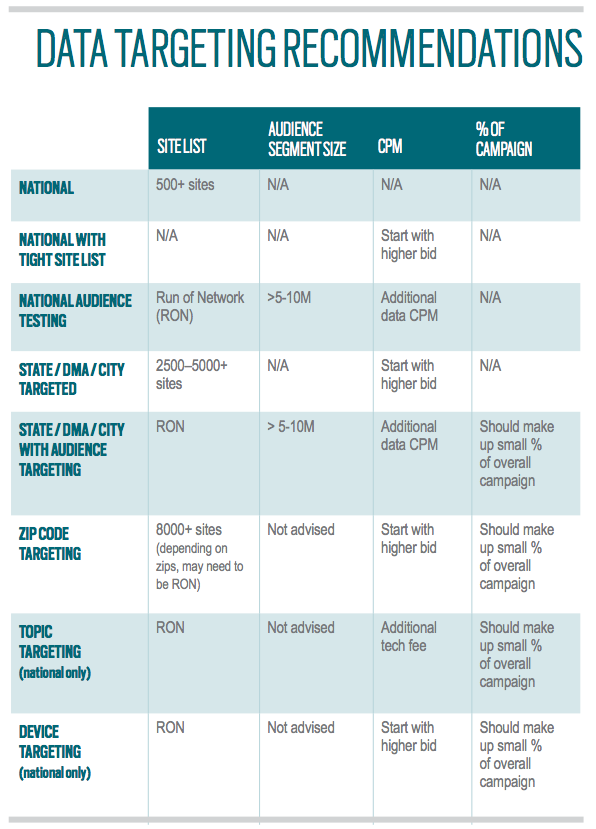 DATA TARGETING RECOMMENDATIONS
SITE LIST
AUDIENCE
SEGMENT SIZE
CPM
% OF
CAMPAIGN
NATIONAL
500+ sites
N/A
N/A
N/A
NATIONAL WITH
TIGHT SITE LIST
N/A
N/A
Start with
higher bid
N/A
NATIONAL AUDIENCE
TESTING
Run of Network
(RON)
>5-10M
Additional
data CPM
N/A
STATE / DMA / CITY
TARGETED
2500–5000+
sites
N/A
Start with
higher bid
N/A
STATE / DMA / CITY
WITH AUDIENCE
TARGETING
RON
> 5-10M
Additional
data CPM
Should make
up small %
of overall
campaign
ZIP CODE
TARGETING
8000+ sites
(depending on
zips, may need to
be RON)
Not advised
Start with
higher bid
Should make
up small %
of overall
campaign
TOPIC
TARGETING
(national only)
RON
Not advised
Additional
tech fee
Should make
up small %
of overall
campaign
DEVICE
TARGETING
(national only)
RON
Not advised
Start with
higher bid
Should make
up small %
of overall
campaign